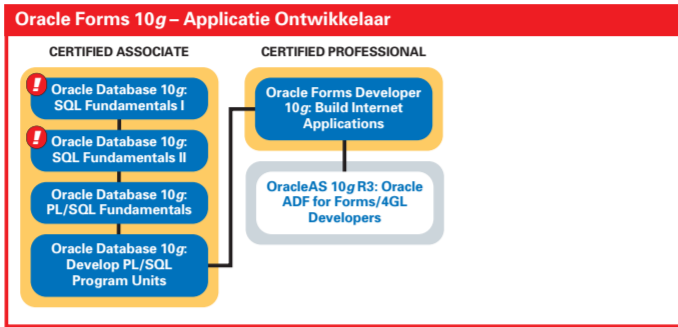 Oracle Forms 10g – Applicatie Ontwikkelaar
CERTIFIED ASSOCIATE
!
Oracle Database 10g:
SQL Fundamentals I
!
Oracle Database 10g:
SQL Fundamentals II
Oracle Database 10g:
PL/SQL Fundamentals
Oracle Database 10g:
Develop PL/SQL
Program Units
CERTIFIED PROFESSIONAL
Oracle Forms Developer
10g: Build Internet
Applications
OracleAS 10g R3: Oracle
ADF for Forms/4GL
Developers